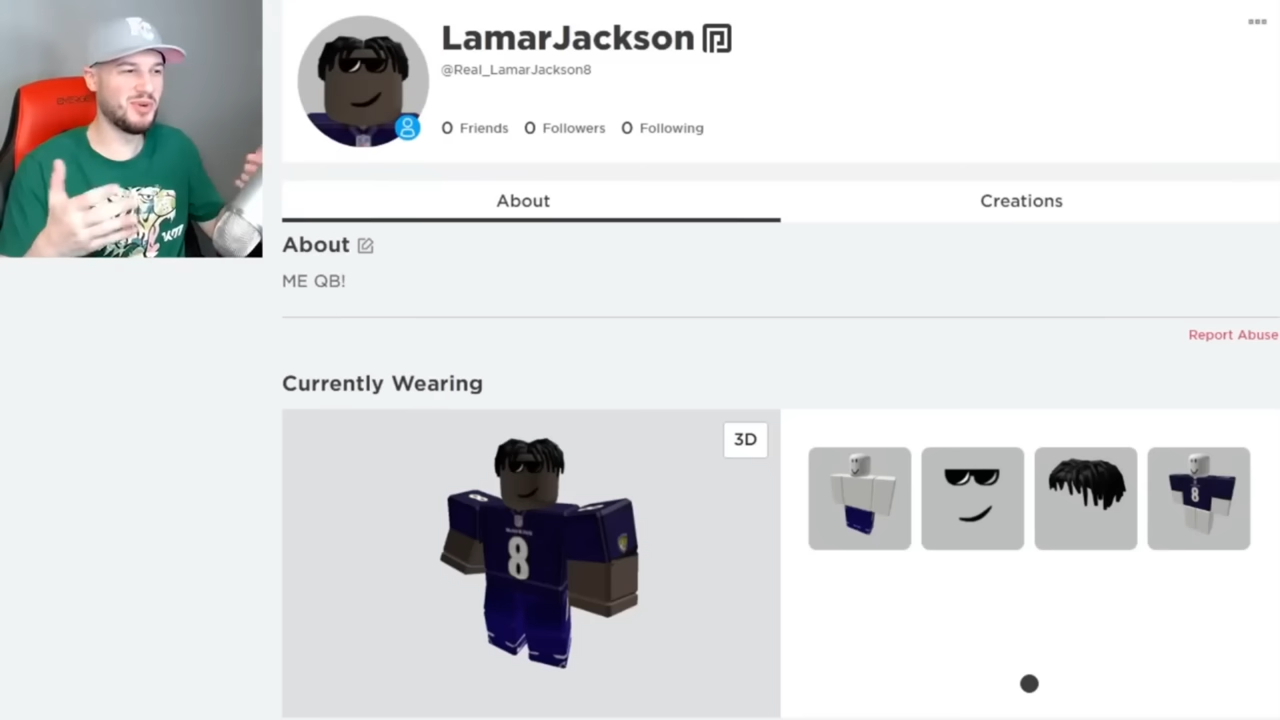 LamarJackson
@Real_LamarJackson8
0 Friends 0 Followers 0 Following
About Creations
About
ME QB!
Report Abuse
Currently Wearing
3D
8
8